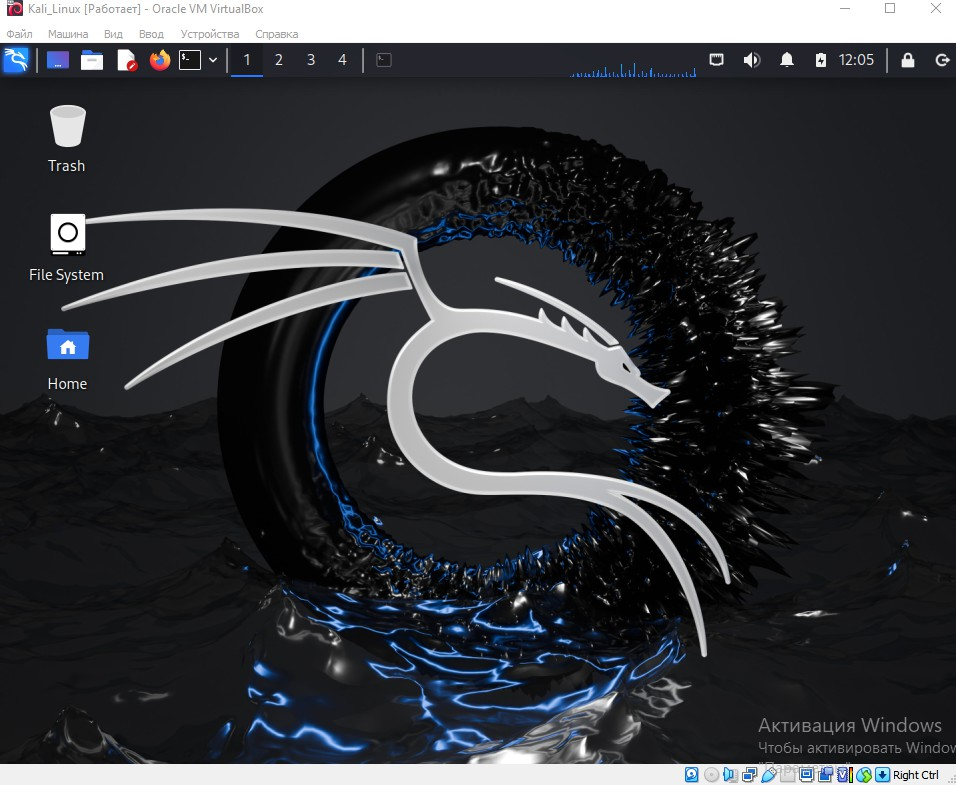 Kali_Linux [Работает] - Oracle VM VirtualBox
Файл Машина Вид Ввод Устройства Справка
1 2 3 4 12:05
Trash
File System
Home
Активация Windows
Чтобы активировать Window
Right Ctrl